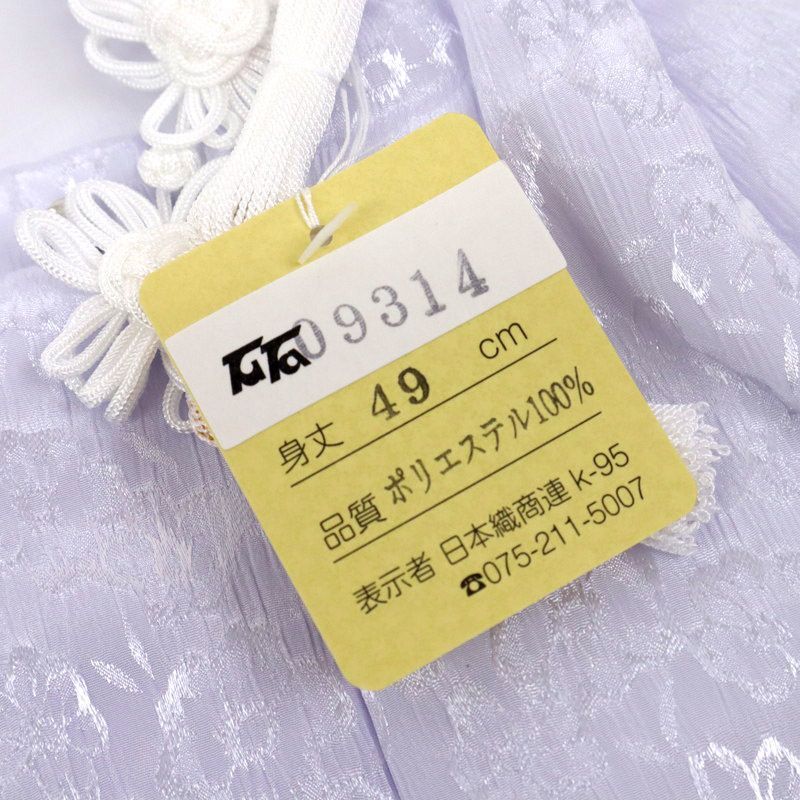 09314
身丈 49 cm
品質 ポリエステル100%
表示者 日本織商連 k-95
☎075-211-5007